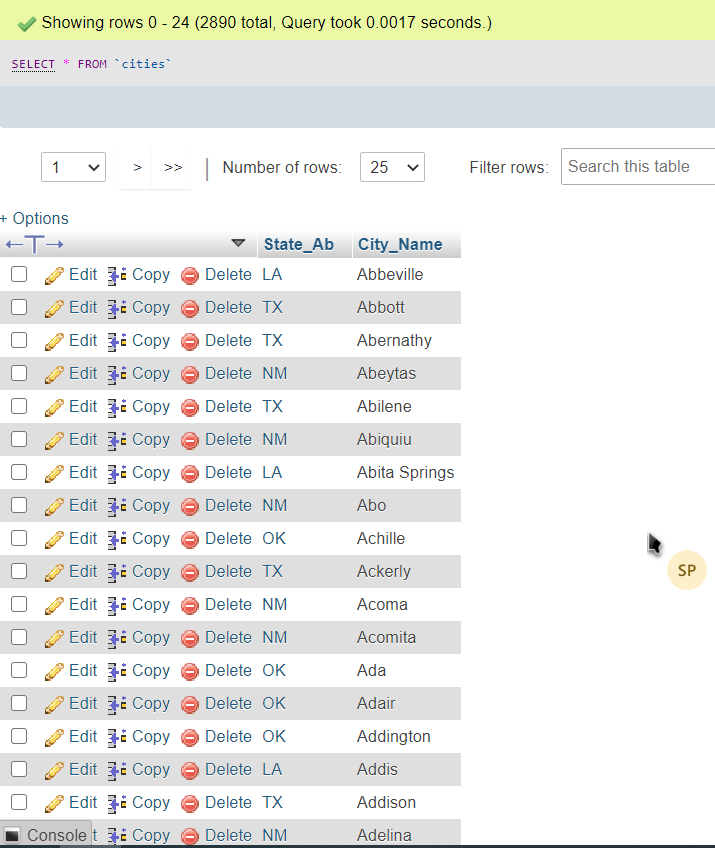 Showing rows 0 - 24 (2890 total, Query took 0.0017 seconds.)
SELECT * FROM `cities`
1 > >> | Number of rows: 25 Filter rows: Search this table
+ Options
←T→ State_Ab City_Name
Edit Copy Delete LA Abbeville
Edit Copy Delete TX Abbott
Edit Copy Delete TX Abernathy
Edit Copy Delete NM Abeytas
Edit Copy Delete TX Abilene
Edit Copy Delete NM Abiquiu
Edit Copy Delete LA Abita Springs
Edit Copy Delete NM Abo
Edit Copy Delete OK Achille
SP
Edit Copy Delete TX Ackerly
Edit Copy Delete NM Acoma
Edit Copy Delete NM Acomita
Edit Copy Delete OK Ada
Edit Copy Delete OK Adair
Edit Copy Delete OK Addington
Edit Copy Delete LA Addis
Edit Copy Delete TX Addison
Console t Copy Delete NM Adelina